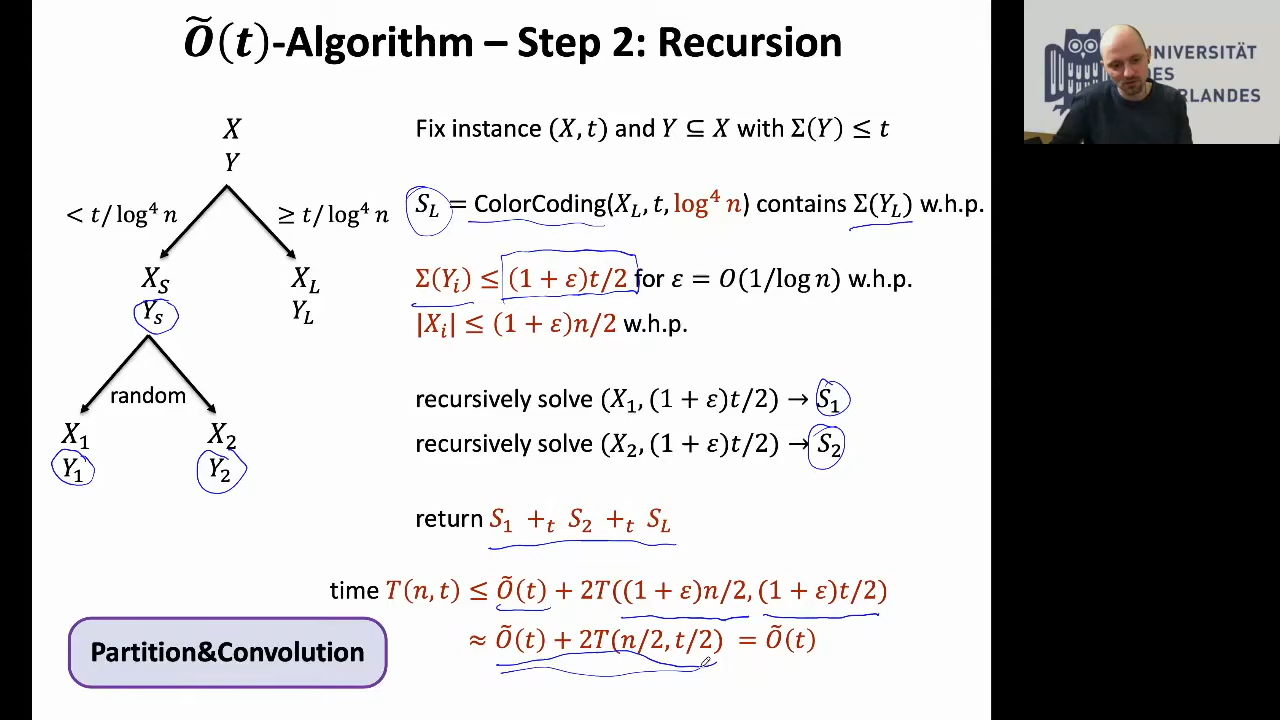 Õ(t)-Algorithm – Step 2: Recursion
UNIVERSITÄT
DES
ERLANDES
X
Y
Fix instance (X, t) and Y ⊆ X with Σ(Y) ≤ t
< t/log⁴ n
≥ t/log⁴ n
S_L = ColorCoding(X_L, t, log⁴ n) contains Σ(Y_L) w.h.p.
X_S
X_L
Y_s
Y_L
Σ(Y_i) ≤ (1 + ε)t/2 for ε = O(1/log n) w.h.p.
|X_i| ≤ (1 + ε)n/2 w.h.p.
random
recursively solve (X₁, (1 + ε)t/2) → S₁
recursively solve (X₂, (1 + ε)t/2) → S₂
X₁
X₂
Y₁
Y₂
return S₁ +_t S₂ +_t S_L
time T(n, t) ≤ Õ(t) + 2T((1 + ε)n/2, (1 + ε)t/2)
≈ Õ(t) + 2T(n/2, t/2) = Õ(t)
Partition&Convolution